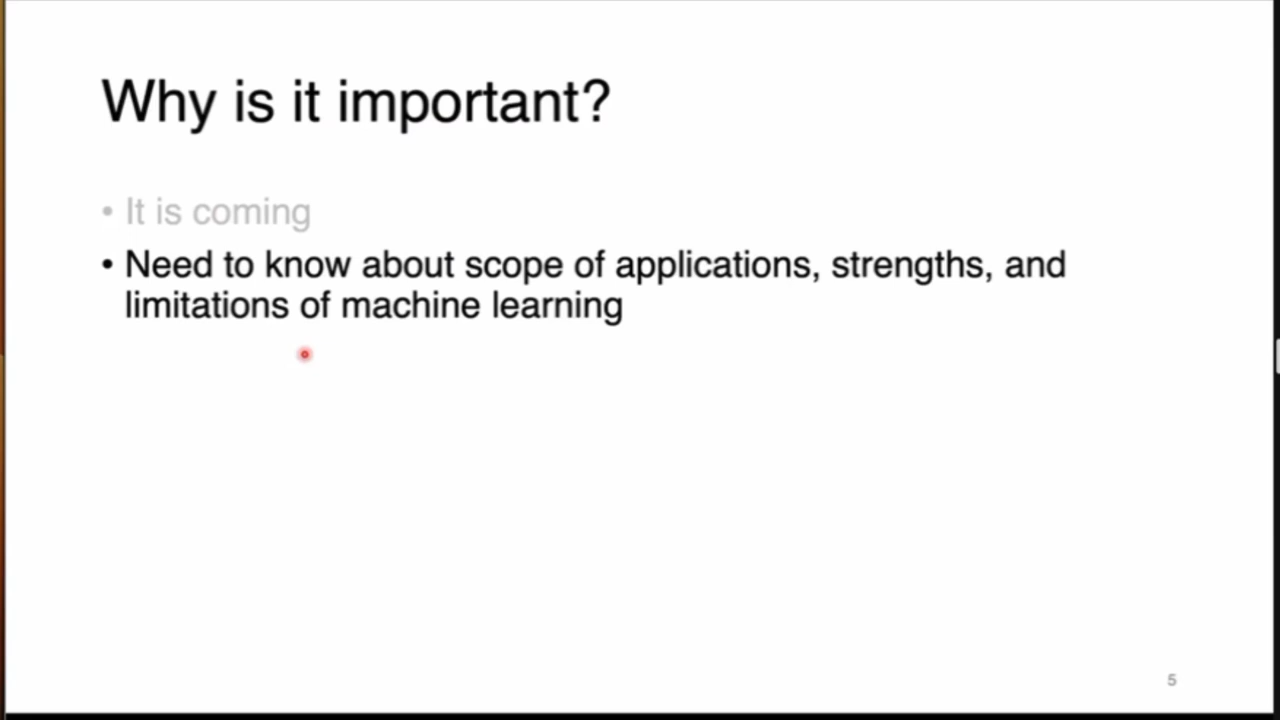 Why is it important?
• It is coming
• Need to know about scope of applications, strengths, and
limitations of machine learning
5